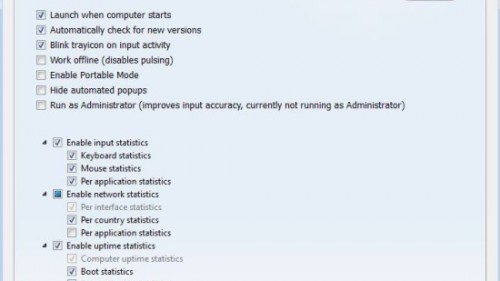 Launch when computer starts
Automatically check for new versions
Blink trayicon on input activity
Work offline (disables pulsing)
Enable Portable Mode
Hide automated popups
Run as Administrator (improves input accuracy, currently not running as Administrator)
Enable input statistics
Keyboard statistics
Mouse statistics
Per application statistics
Enable network statistics
Per interface statistics
Per country statistics
Per application statistics
Enable uptime statistics
Computer uptime statistics
Boot statistics